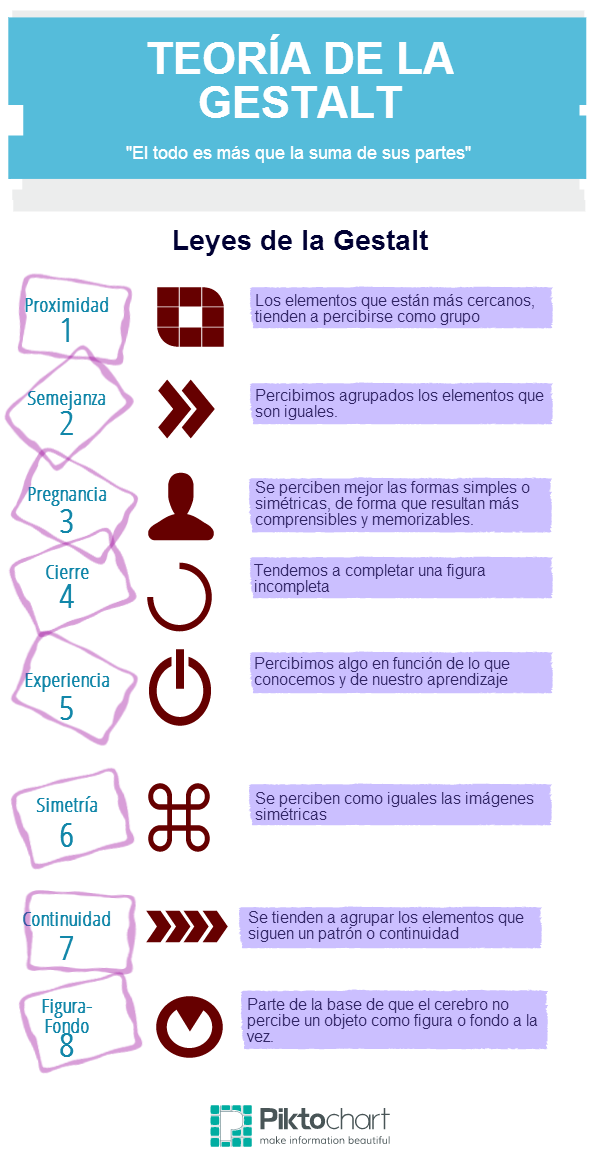 TEORÍA DE LA
GESTALT
"El todo es más que la suma de sus partes"
Leyes de la Gestalt
Proximidad
1
Los elementos que están más cercanos,
tienden a percibirse como grupo
Semejanza
2
Percibimos agrupados los elementos que
son iguales.
Pregnancia
3
Se perciben mejor las formas simples o
simétricas, de forma que resultan más
comprensibles y memorizables.
Cierre
4
Tendemos a completar una figura
incompleta
Experiencia
5
Percibimos algo en función de lo que
conocemos y de nuestro aprendizaje
Simetría
6
Se perciben como iguales las imágenes
simétricas
Continuidad
7
Se tienden a agrupar los elementos que
siguen un patrón o continuidad
Figura-
Fondo
8
Parte de la base de que el cerebro no
percibe un objeto como figura o fondo a la
vez.
Piktochart
make information beautiful